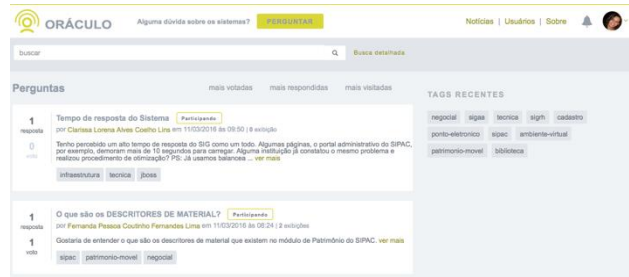 ORÁCULO
Alguma dúvida sobre os sistemas?
PERGUNTAR
Notícias | Usuários | Sobre
buscar
Busca detalhada
Perguntas
mais votadas mais respondidas mais visitadas
1
resposta
0
voto
Tempo de resposta do Sistema Participando
por Clarissa Lorena Alves Coelho Lins em 11/03/2016 às 09:50 | 8 exibição
Tenho percebido um alto tempo de resposta do SIG como um todo. Algumas páginas, o portal administrativo do SIPAC,
por exemplo, demoram mais de 10 segundos para carregar. Alguma instituição já constatou o mesmo problema e
realizou procedimento de otimização? PS: Já usamos balancea ... ver mais
infraestrutura tecnica jboss
1
resposta
1
voto
O que são os DESCRITORES DE MATERIAL? Participando
por Fernanda Pessoa Coutinho Fernandes Lima em 11/03/2016 às 08:24 | 2 exibições
Gostaria de entender o que são os descritores de material que existem no módulo de Patrimônio do SIPAC. ver mais
sipac patrimonio-movel negocial
TAGS RECENTES
negocial sigaa tecnica sigrh cadastro
ponto-eletronico sipac ambiente-virtual
patrimonio-movel biblioteca